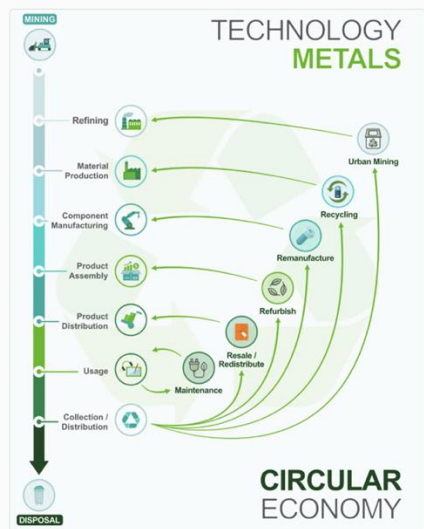 MINING
TECHNOLOGY
METALS
Refining
Urban Mining
Material
Production
Recycling
Component
Manufacturing
Remanufacture
Product
Assembly
Refurbish
Product
Distribution
Resale /
Redistribute
Usage
Maintenance
Collection /
Distribution
CIRCULAR
ECONOMY
DISPOSAL